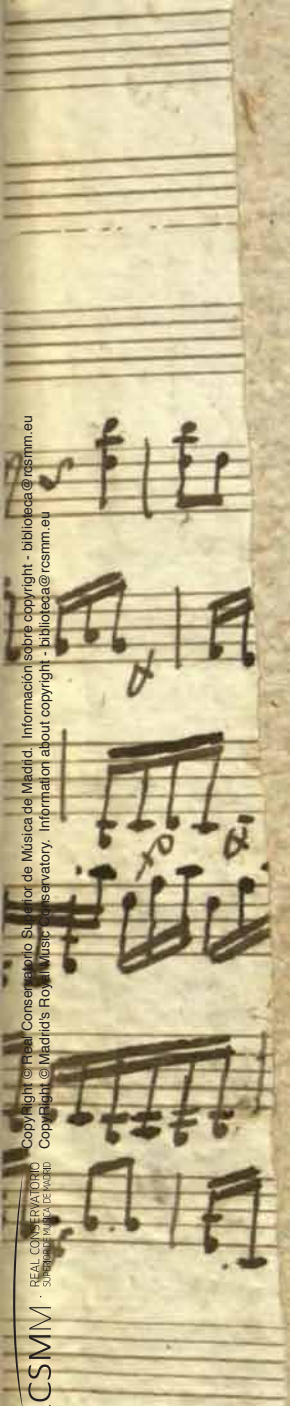 CopyRight © Real Conservatorio Superior de Música de Madrid. Información sobre copyright - biblioteca@rcsmm.eu
CopyRight © Madrid's Royal Music Conservatory. Information about copyright - biblioteca@rcsmm.eu
REAL CONSERVATORIO
SUPERIOR DE MÚSICA DE MADRID
CSMM